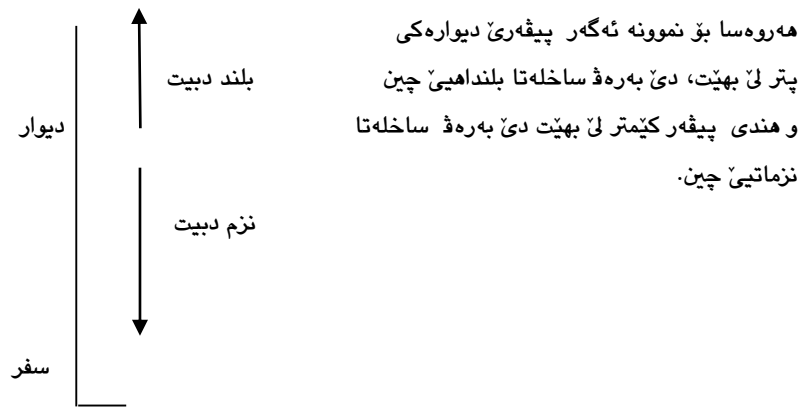 هەروەسا بۆ نموونە ئەگەر پیڤەرێ دیوارەکی
پتر لێ بهێت، دێ بەرەڤ ساخلەتا بلنداهیێ چین
و هندی پیڤەر کێمتر لێ بهێت دێ بەرەڤ ساخلەتا
نزماتیێ چین.
بلند دبیت
دیوار
نزم دبیت
سفر